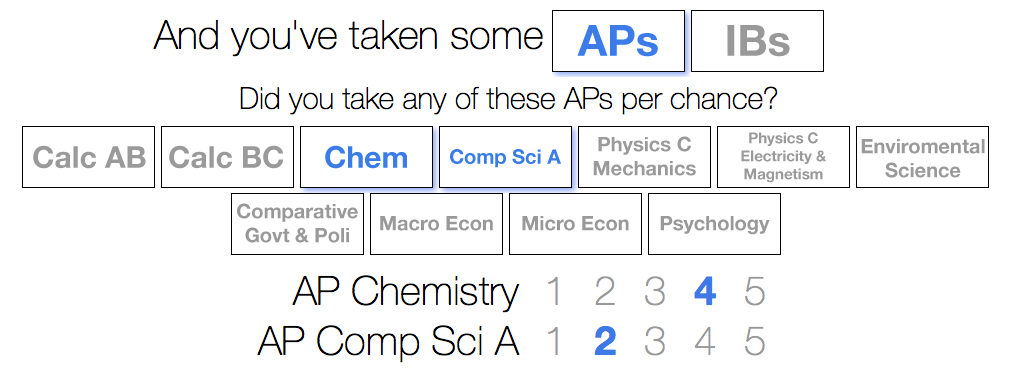 And you've taken some APs IBs
Did you take any of these APs per chance?
Calc AB Calc BC Chem Comp Sci A Physics C Mechanics Physics C Electricity & Magnetism Enviromental Science
Comparative Govt & Poli Macro Econ Micro Econ Psychology
AP Chemistry 1 2 3 4 5
AP Comp Sci A 1 2 3 4 5